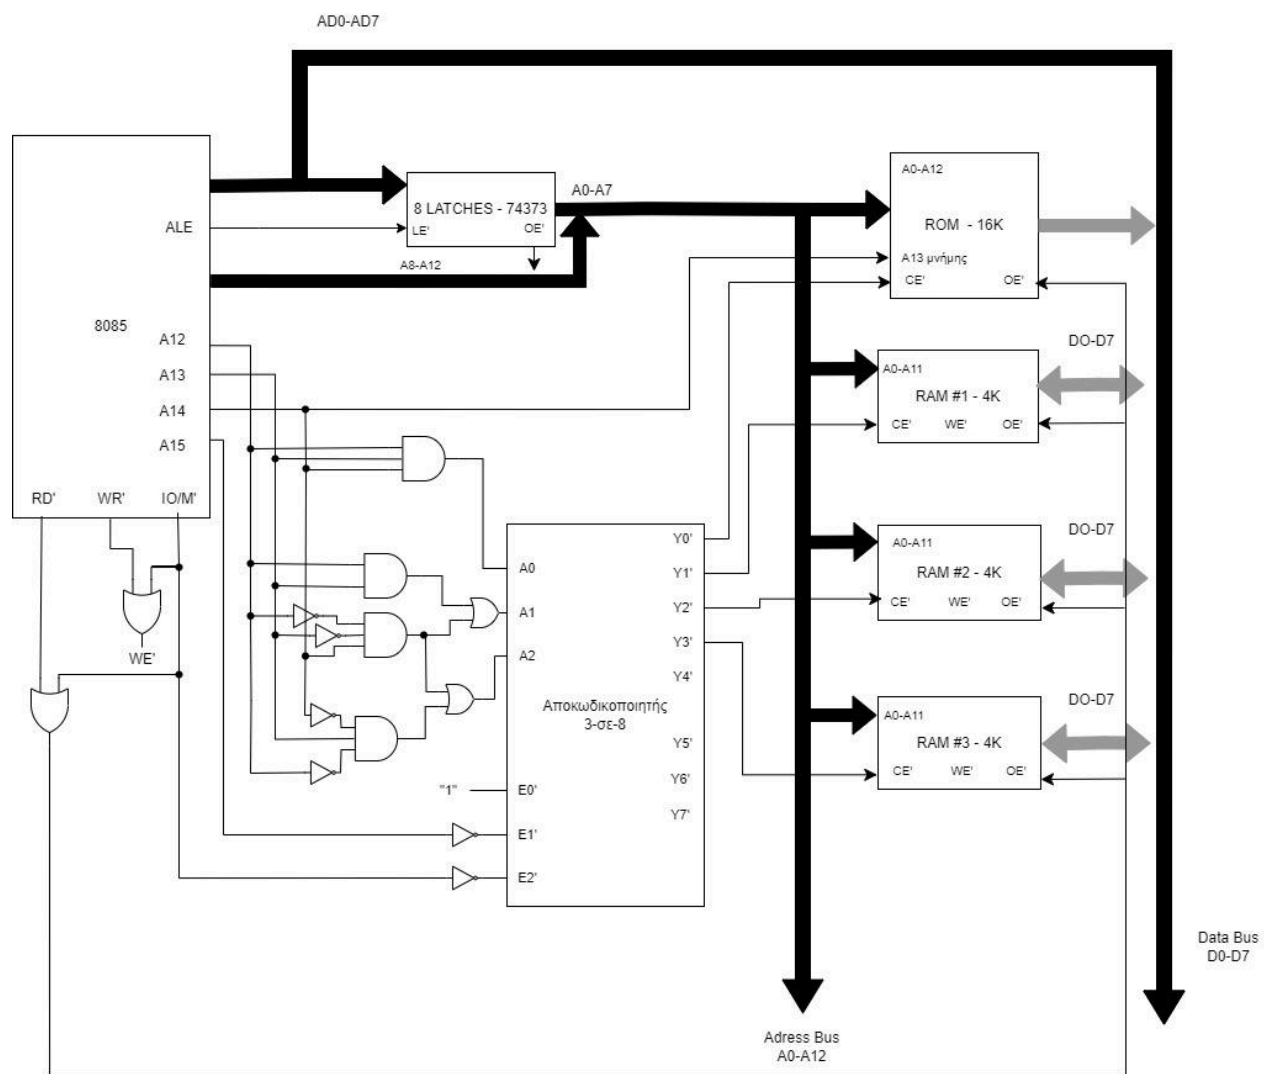 AD0-AD7
8085
ALE
A12
A13
A14
A15
RD'
WR'
IO/M'
WE'
8 LATCHES - 74373
LE'
OE'
A0-A7
A8-A12
A0-A12
ROM - 16K
A13 μνήμης
CE'
OE'
DO-D7
A0-A11
RAM #1 - 4K
CE'
WE'
OE'
DO-D7
A0-A11
RAM #2 - 4K
CE'
WE'
OE'
DO-D7
A0-A11
RAM #3 - 4K
CE'
WE'
OE'
A0
A1
A2
Αποκωδικοποιητής
3-σε-8
"1"
E0'
E1'
E2'
Y0'
Y1'
Y2'
Y3'
Y4'
Y5'
Y6'
Y7'
Data Bus
D0-D7
Adress Bus
A0-A12